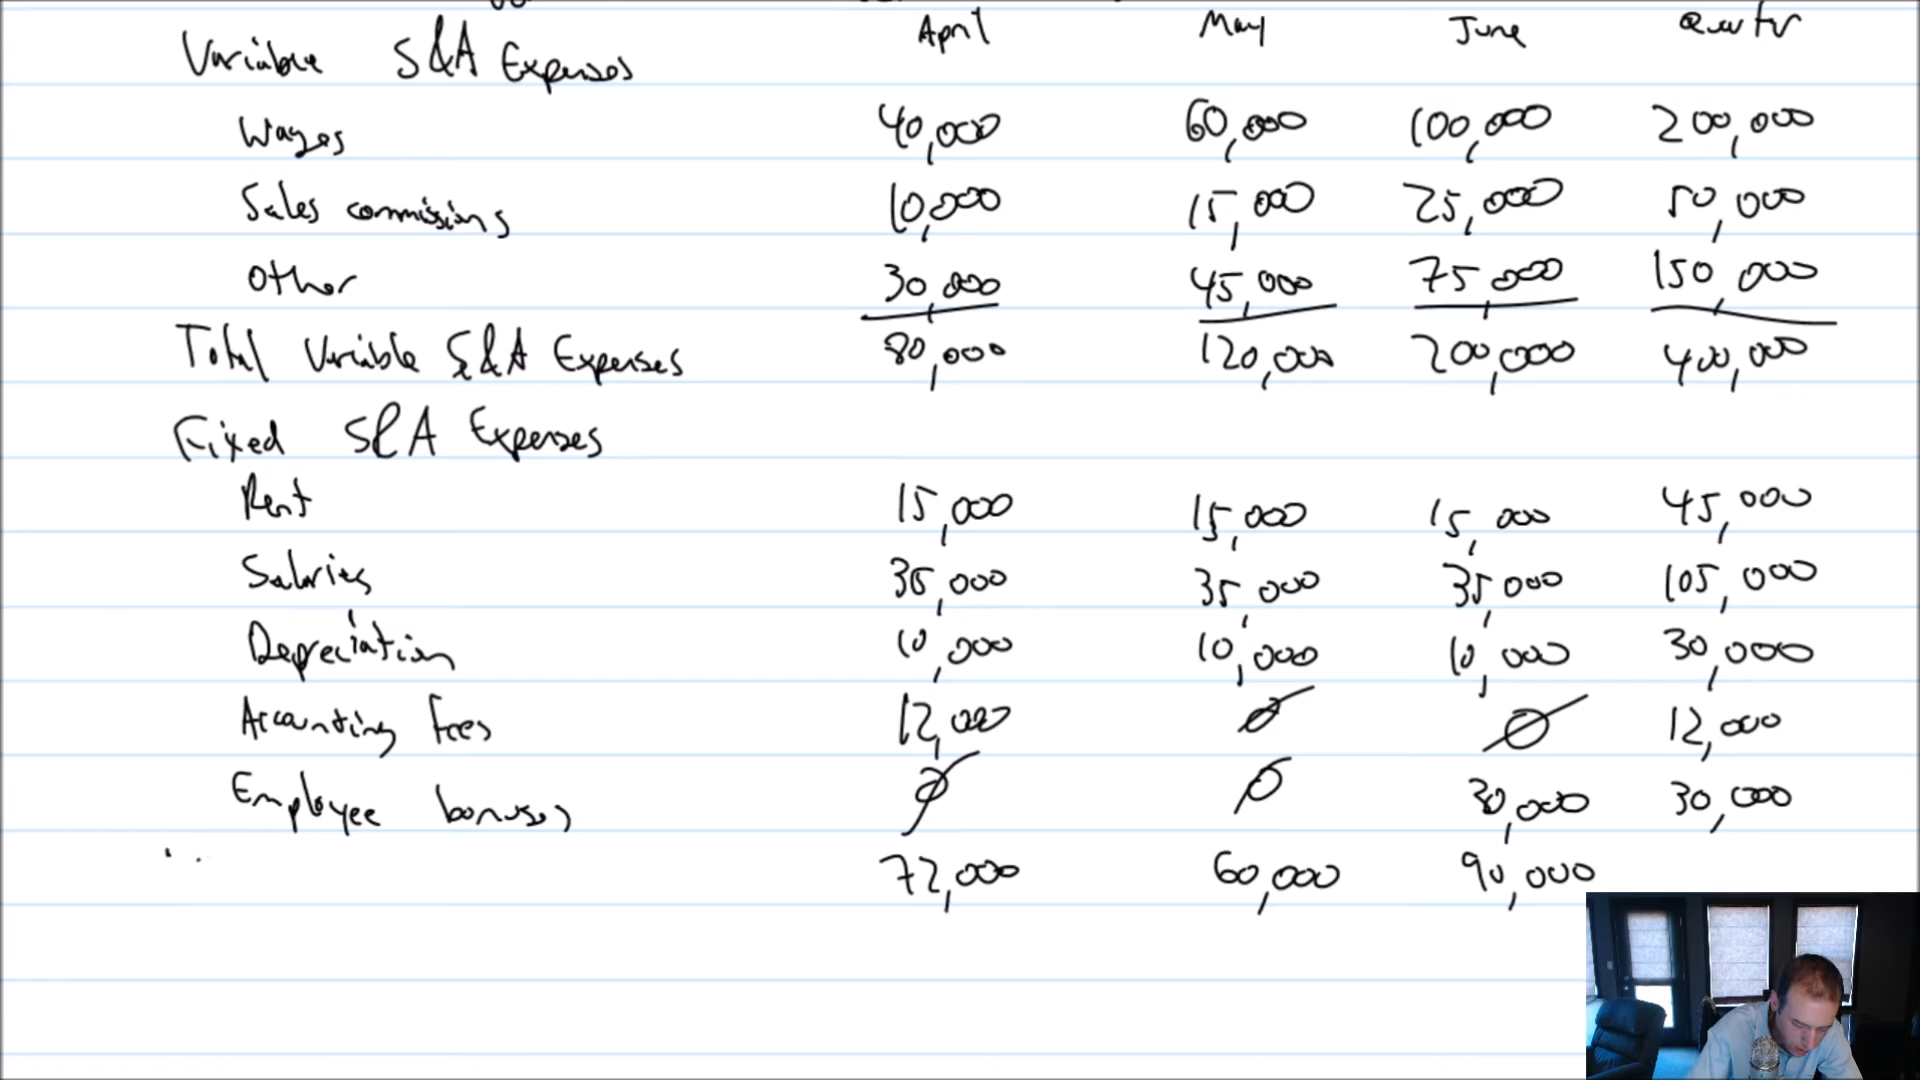 April May June Quarter
Variable S&A Expenses
Wages 40,000 60,000 100,000 200,000
Sales commissions 10,000 15,000 25,000 50,000
Other 30,000 45,000 75,000 150,000
Total Variable S&A Expenses 80,000 120,000 200,000 400,000
Fixed S&A Expenses
Rent 15,000 15,000 15,000 45,000
Salaries 35,000 35,000 35,000 105,000
Depreciation 10,000 10,000 10,000 30,000
Accounting fees 12,000 Ø Ø 12,000
Employee bonuses Ø Ø 30,000 30,000
72,000 60,000 90,000